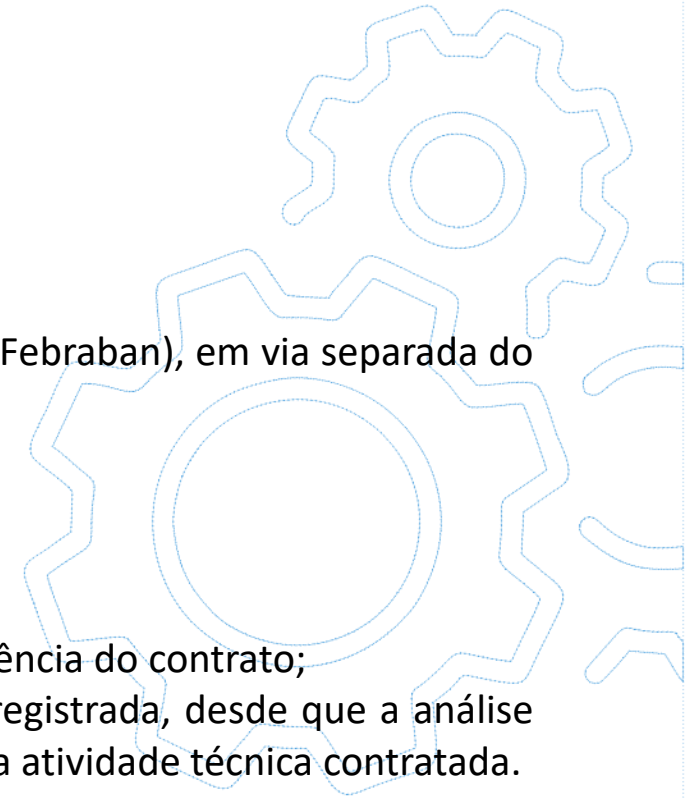 Febraban), em via separada do
ência do contrato;
registrada, desde que a análise
a atividade técnica contratada.